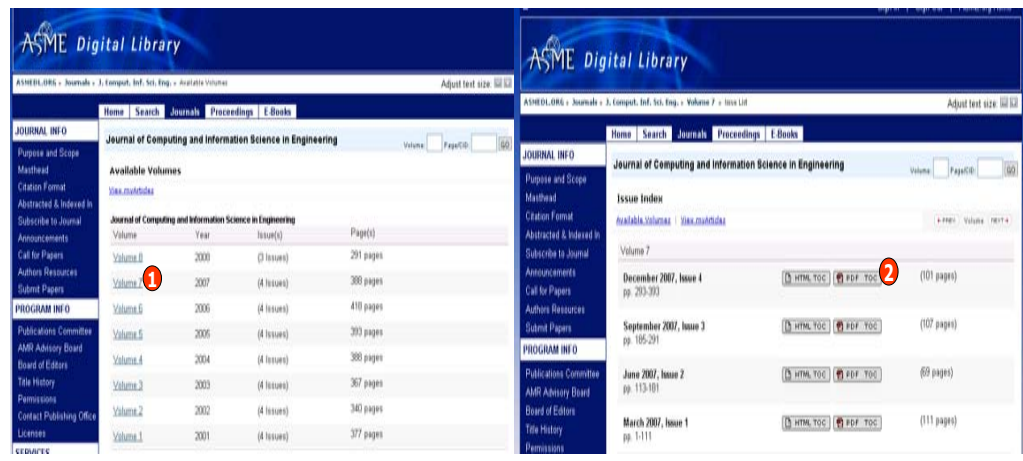 ASME Digital Library
ASMEDL.ORG » Journals » J. Comput. Inf. Sci. Eng. » Available Volumes
Adjust text size:
Home Search Journals Proceedings E-Books
JOURNAL INFO
Purpose and Scope
Masthead
Citation Format
Abstracted & Indexed In
Subscribe to Journal
Announcements
Call for Papers
Authors Resources
Submit Papers
PROGRAM INFO
Publications Committee
AMR Advisory Board
Board of Editors
Title History
Permissions
Contact Publishing Office
Licenses
SERVICES
Journal of Computing and Information Science in Engineering
Volume: Page/CID: GO
Available Volumes
View myArticles
Journal of Computing and Information Science in Engineering
Volume Year Issue(s) Page(s)
Volume 8 2008 (3 Issues) 291 pages
Volume 7 1 2007 (4 Issues) 388 pages
Volume 6 2006 (4 Issues) 418 pages
Volume 5 2005 (4 Issues) 393 pages
Volume 4 2004 (4 Issues) 388 pages
Volume 3 2003 (4 Issues) 367 pages
Volume 2 2002 (4 Issues) 340 pages
Volume 1 2001 (4 Issues) 377 pages
ASME Digital Library
ASMEDL.ORG » Journals » J. Comput. Inf. Sci. Eng. » Volume 7 » Issue List
Adjust text size:
Home Search Journals Proceedings E-Books
JOURNAL INFO
Purpose and Scope
Masthead
Citation Format
Abstracted & Indexed In
Subscribe to Journal
Announcements
Call for Papers
Authors Resources
Submit Papers
PROGRAM INFO
Publications Committee
AMR Advisory Board
Board of Editors
Title History
Permissions
Journal of Computing and Information Science in Engineering
Volume: Page/CID: GO
Issue Index
Available Volumes | View myArticles
PREV Volume NEXT
Volume 7
December 2007, Issue 4 HTML TOC PDF TOC 2 (101 pages)
pp. 293-393
September 2007, Issue 3 HTML TOC PDF TOC (107 pages)
pp. 185-291
June 2007, Issue 2 HTML TOC PDF TOC (69 pages)
pp. 113-181
March 2007, Issue 1 HTML TOC PDF TOC (111 pages)
pp. 1-111